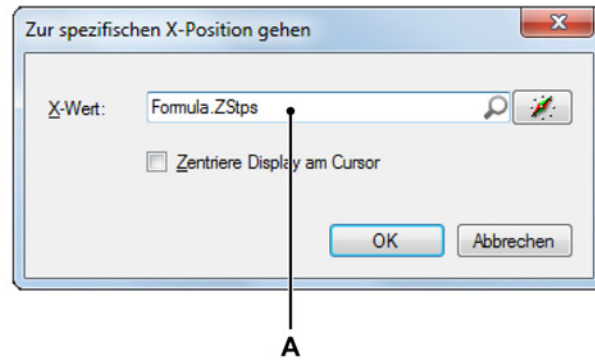 Zur spezifischen X-Position gehen
X-Wert: Formula.ZStps
Zentriere Display am Cursor
OK Abbrechen
A